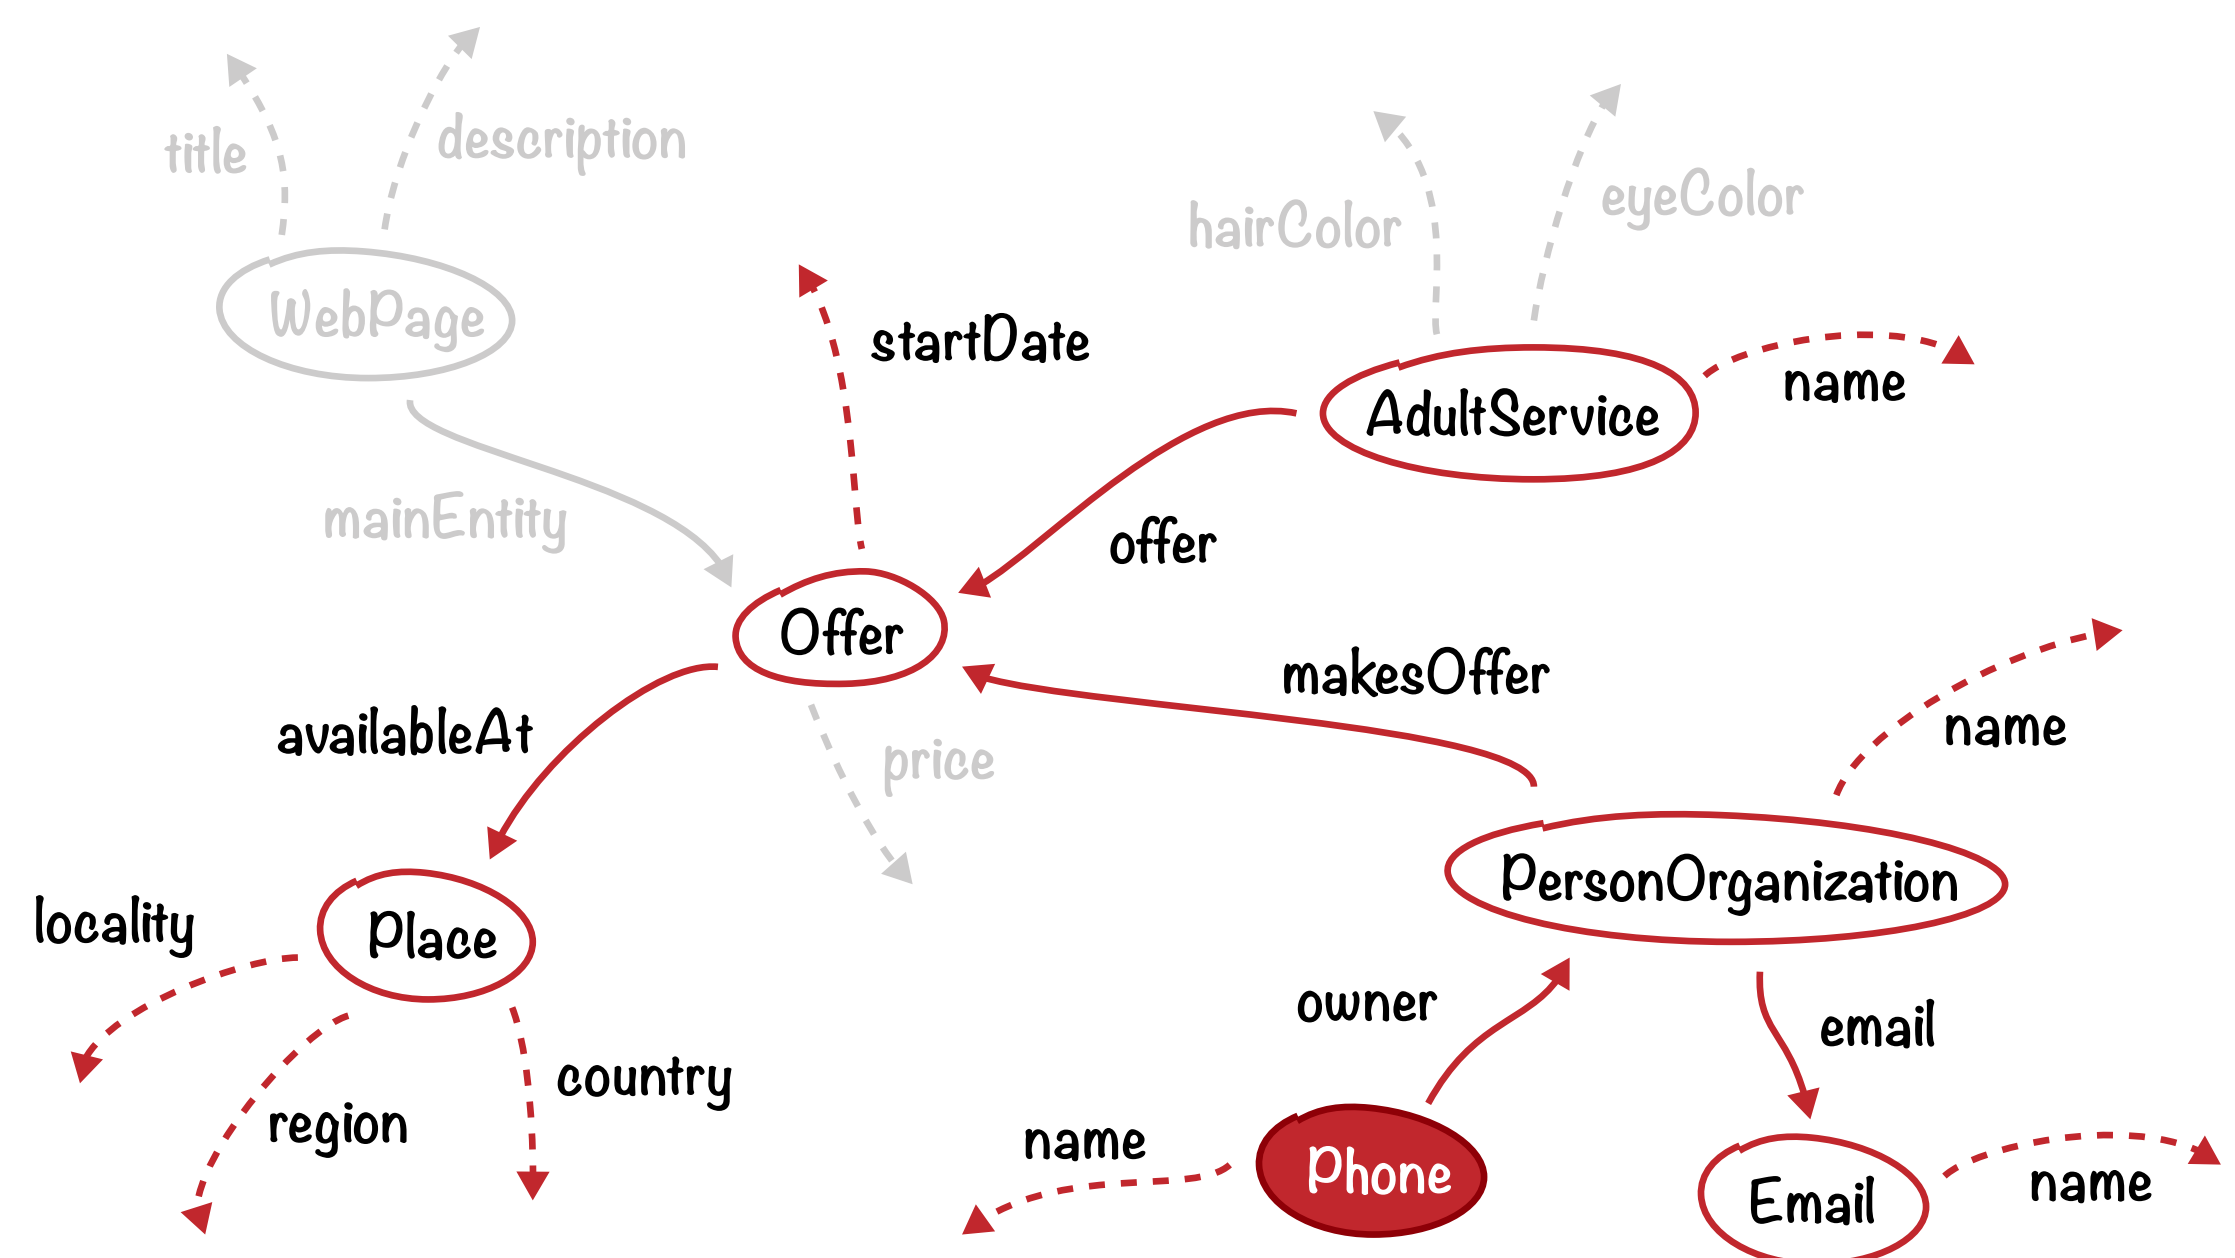 title
description
WebPage
mainEntity
hairColor
eyeColor
startDate
AdultService
name
offer
Offer
makesOffer
availableAt
price
name
PersonOrganization
locality
Place
owner
email
region
country
name
Phone
Email
name